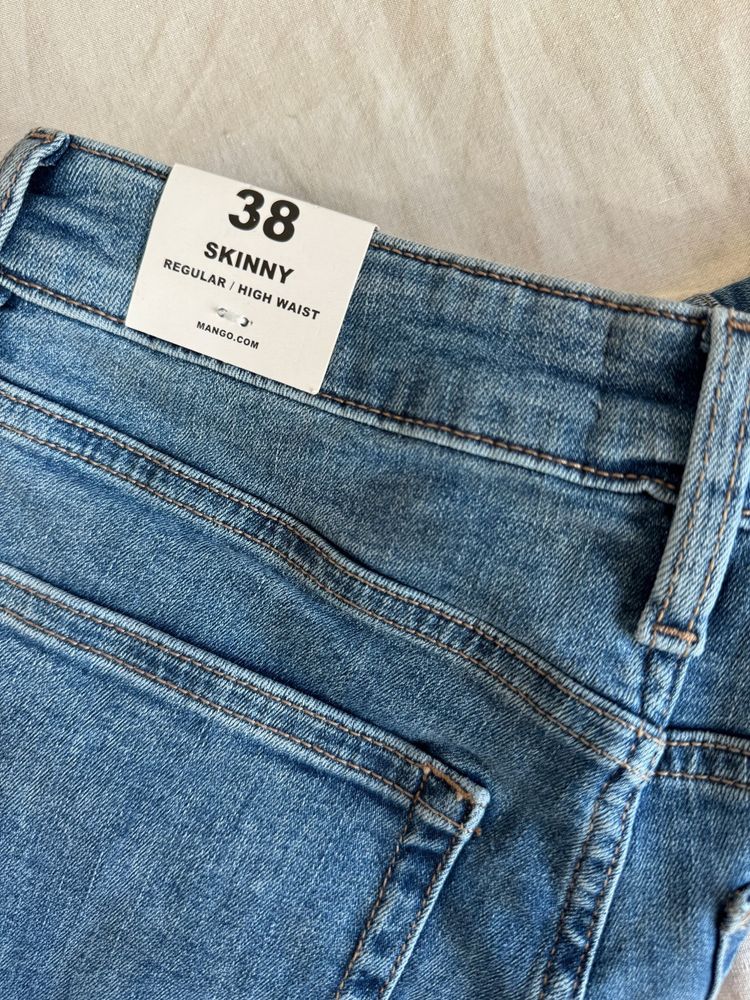 38
SKINNY
REGULAR / HIGH WAIST
MANGO.COM